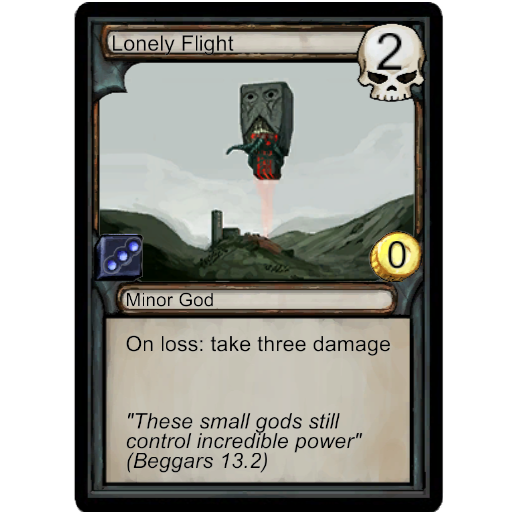 Lonely Flight
2
0
Minor God
On loss: take three damage
"These small gods still
control incredible power"
(Beggars 13.2)